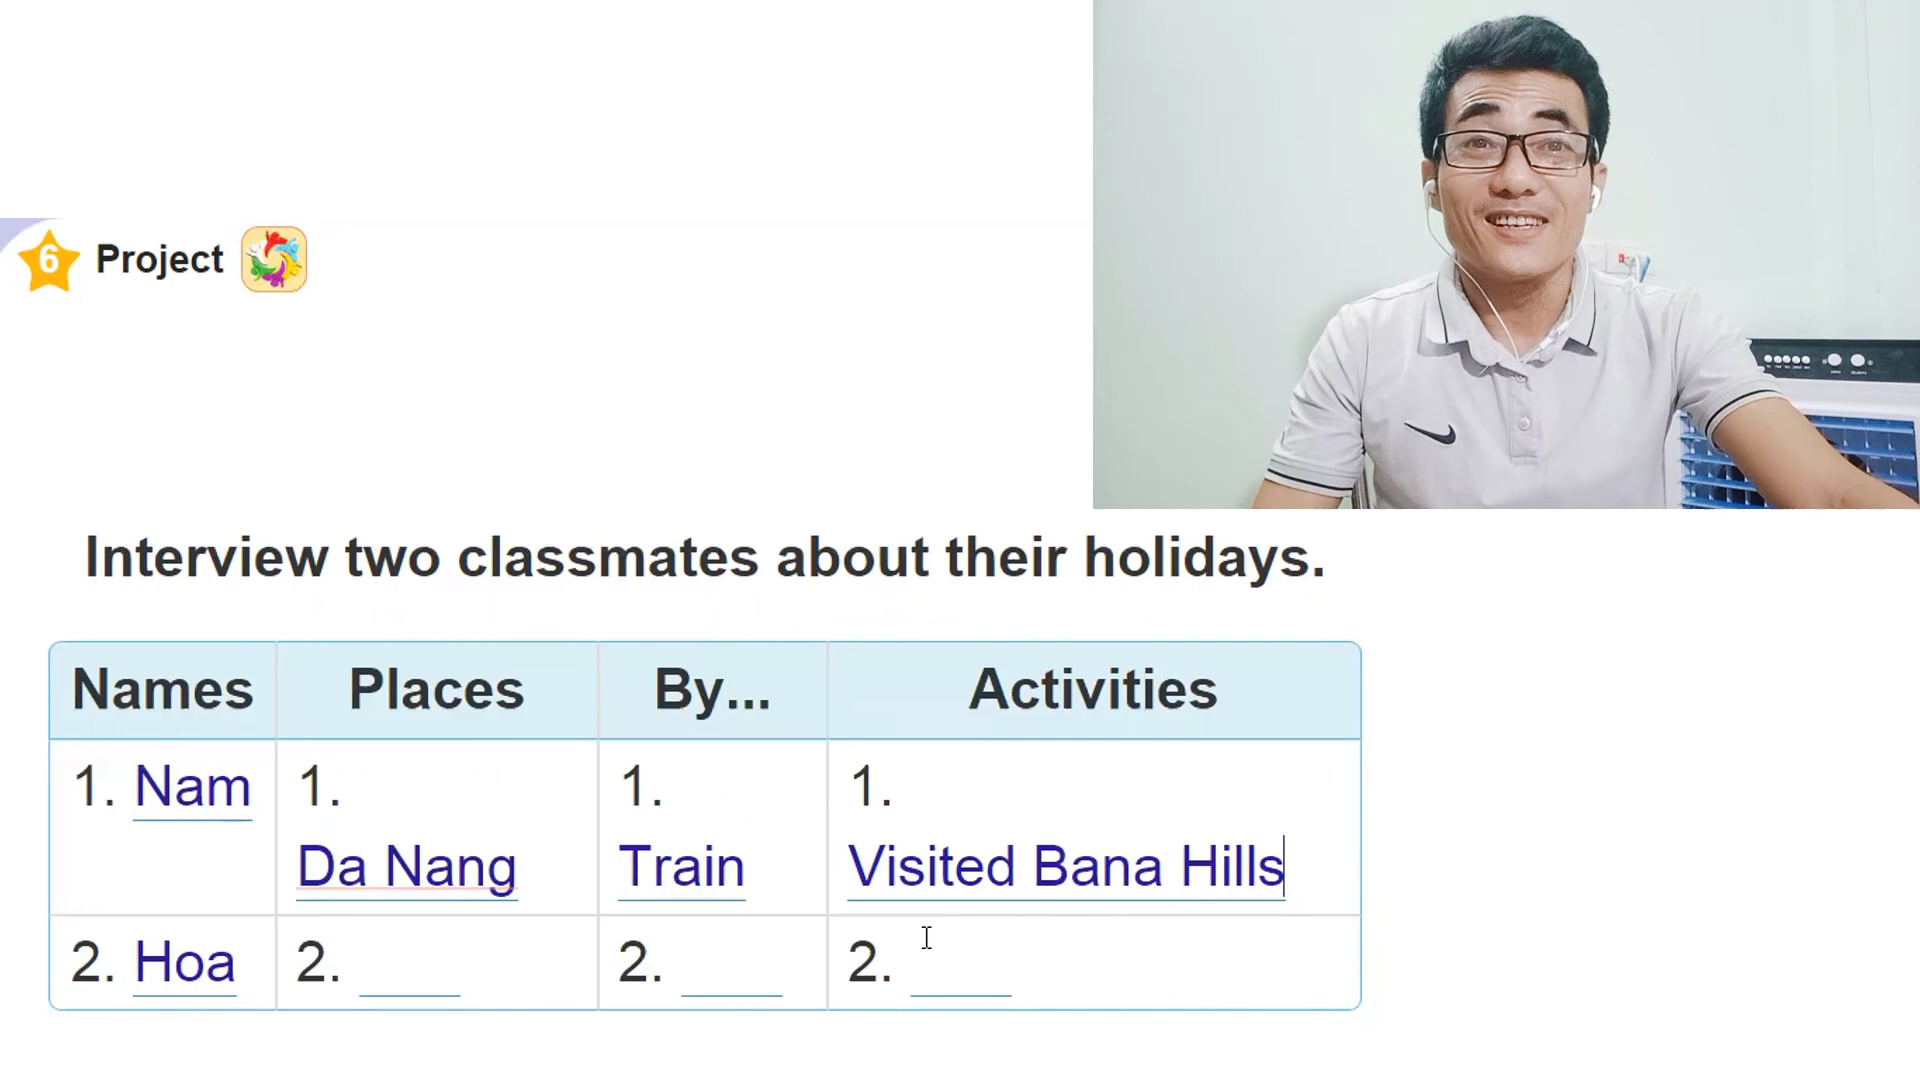 6 Project
Interview two classmates about their holidays.
Names Places By... Activities
1. Nam 1. 1. 1.
Da Nang Train Visited Bana Hills
2. Hoa 2. 2. 2.